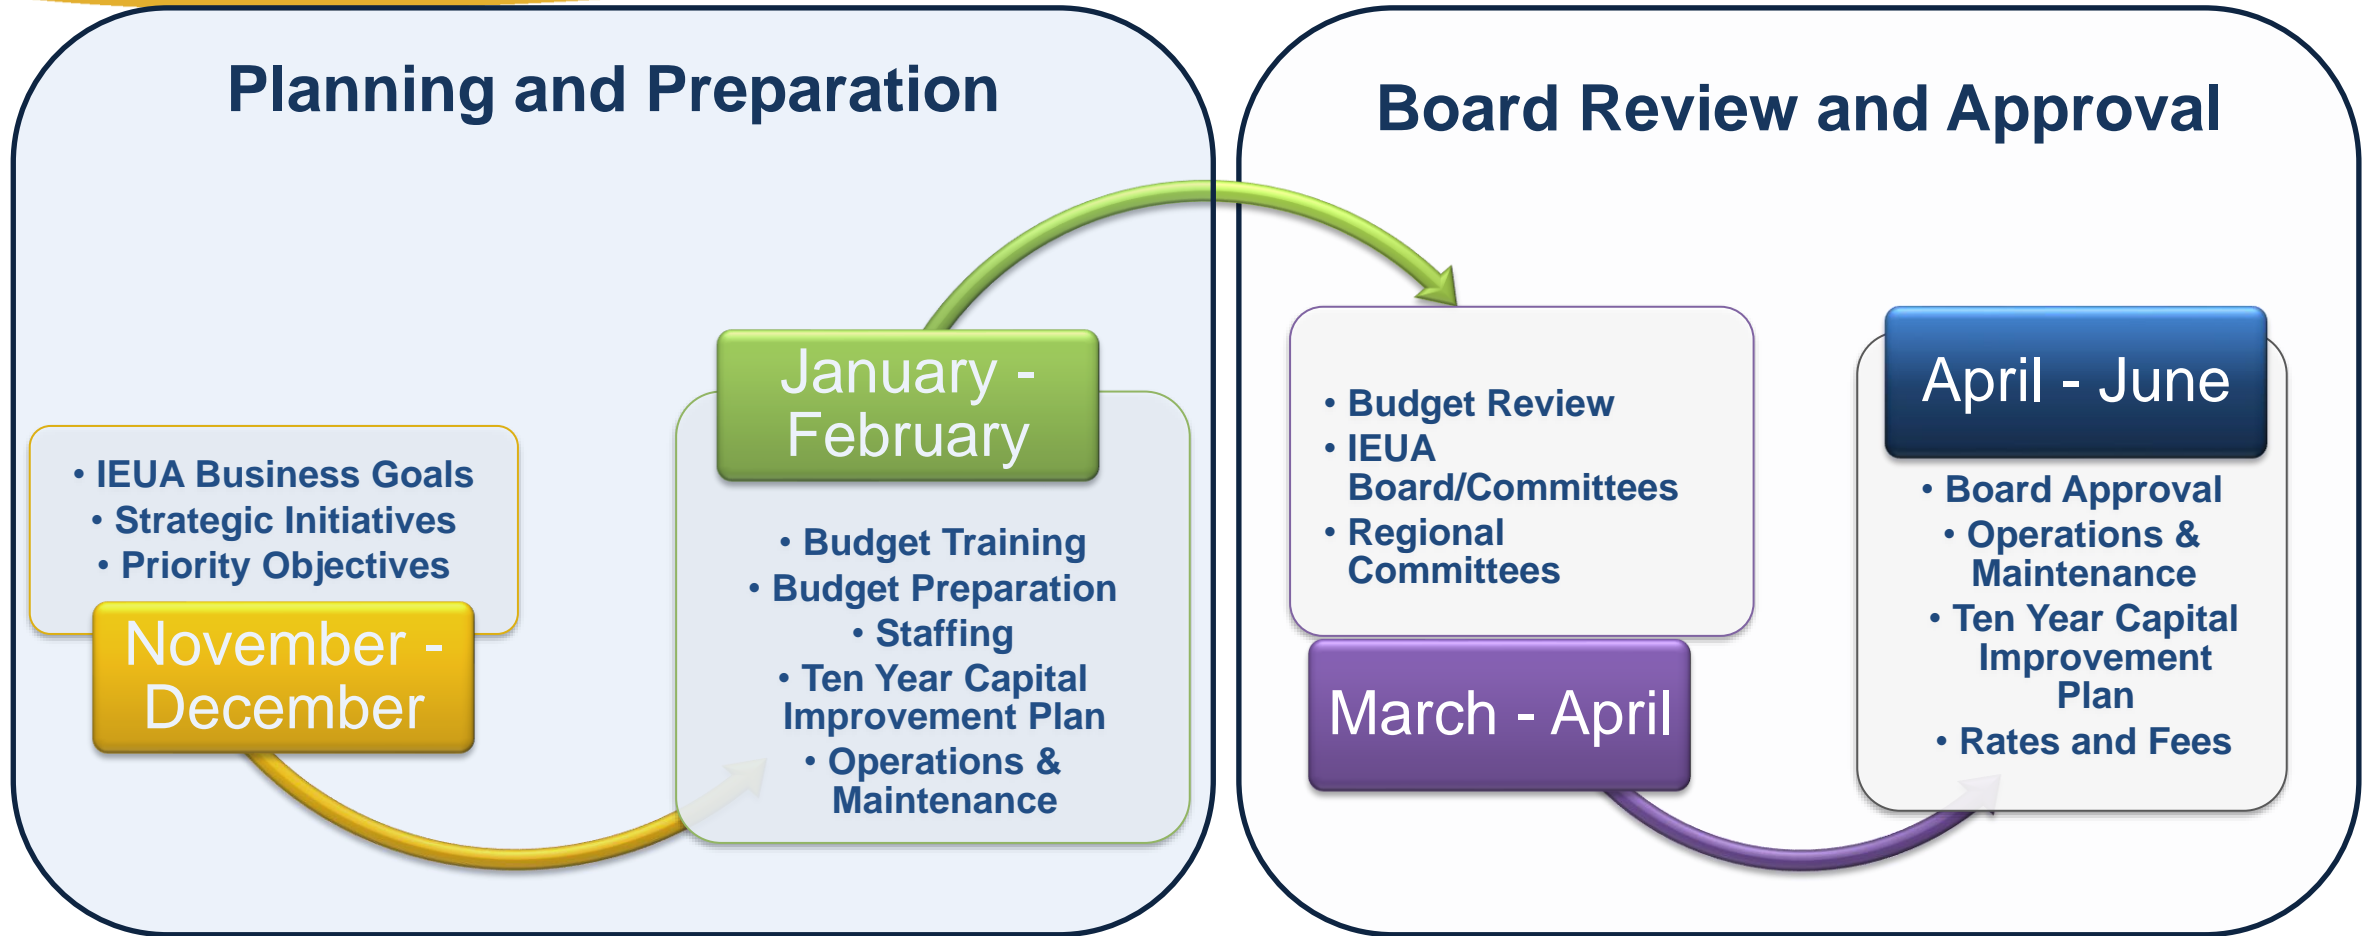 Planning and Preparation
• IEUA Business Goals
• Strategic Initiatives
• Priority Objectives
November -
December
January -
February
• Budget Training
• Budget Preparation
• Staffing
• Ten Year Capital
Improvement Plan
• Operations &
Maintenance
Board Review and Approval
• Budget Review
• IEUA
Board/Committees
• Regional
Committees
March - April
April - June
• Board Approval
• Operations &
Maintenance
• Ten Year Capital
Improvement
Plan
• Rates and Fees